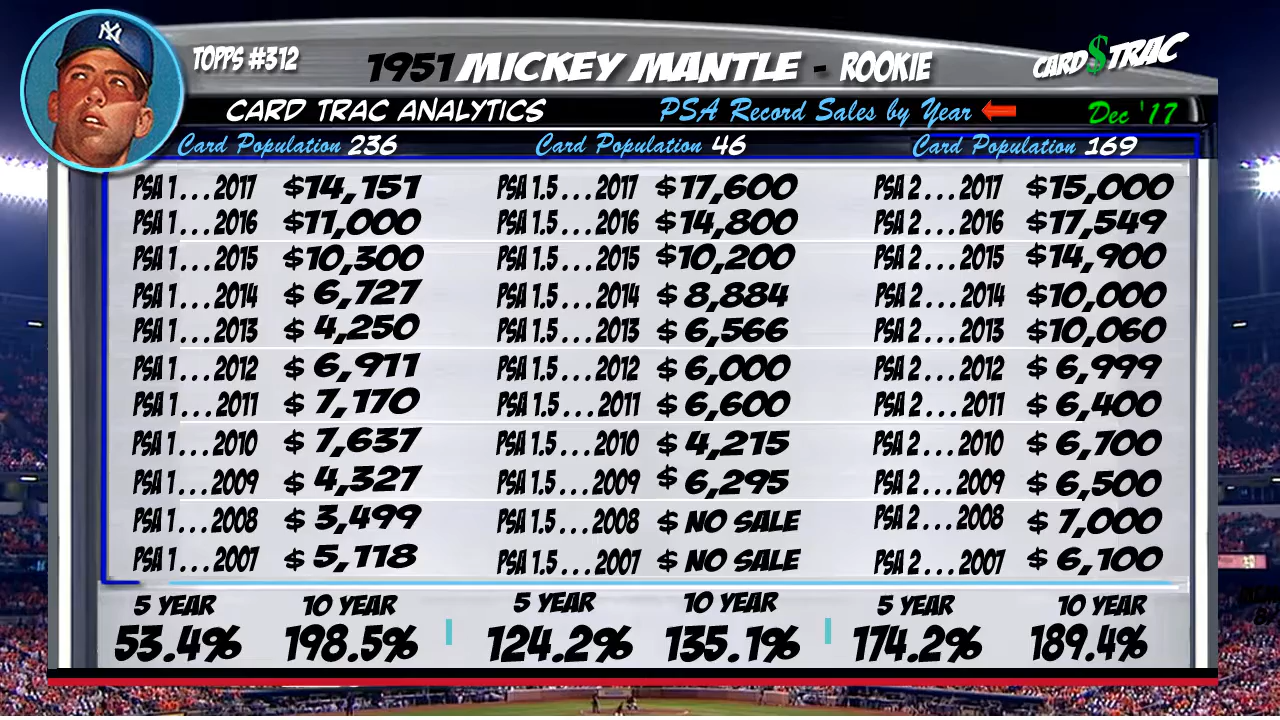 TOPPS #312 1951 MICKEY MANTLE - ROOKIE CARD $ TRAC
NY
CARD TRAC ANALYTICS PSA Record Sales by Year Dec '17
Card Population 236 Card Population 46 Card Population 169
PSA 1...2017 $14,151 PSA 1.5...2017 $17,600 PSA 2...2017 $15,000
PSA 1...2016 $11,000 PSA 1.5...2016 $14,800 PSA 2...2016 $17,549
PSA 1...2015 $10,300 PSA 1.5...2015 $10,200 PSA 2...2015 $14,900
PSA 1...2014 $ 6,727 PSA 1.5...2014 $ 8,884 PSA 2...2014 $10,000
PSA 1...2013 $ 4,250 PSA 1.5...2013 $ 6,566 PSA 2...2013 $10,060
PSA 1...2012 $ 6,911 PSA 1.5...2012 $ 6,000 PSA 2...2012 $ 6,999
PSA 1...2011 $ 7,170 PSA 1.5...2011 $ 6,600 PSA 2...2011 $ 6,400
PSA 1...2010 $ 7,637 PSA 1.5...2010 $ 4,215 PSA 2...2010 $ 6,700
PSA 1...2009 $ 4,327 PSA 1.5...2009 $ 6,295 PSA 2...2009 $ 6,500
PSA 1...2008 $ 3,499 PSA 1.5...2008 $ NO SALE PSA 2...2008 $ 7,000
PSA 1...2007 $ 5,118 PSA 1.5...2007 $ NO SALE PSA 2...2007 $ 6,100
5 YEAR 10 YEAR 5 YEAR 10 YEAR 5 YEAR 10 YEAR
53.4% 198.5% 124.2% 135.1% 174.2% 189.4%